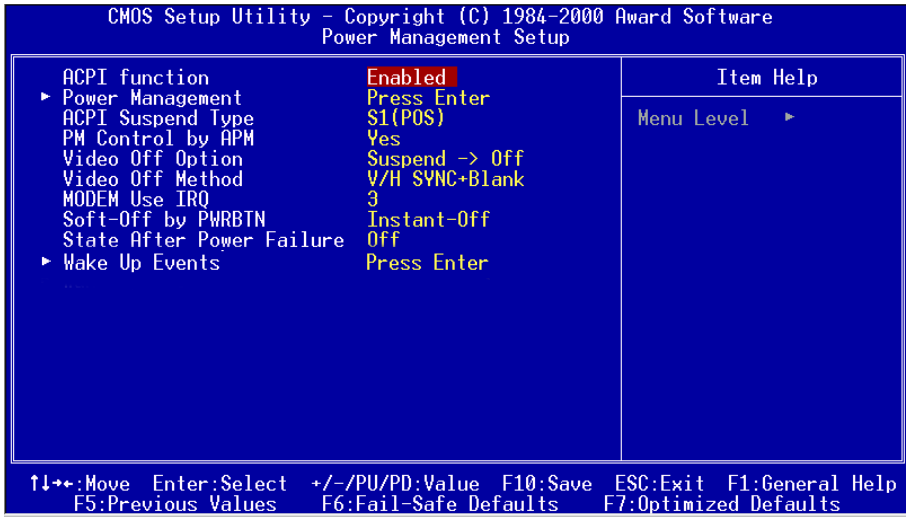 CMOS Setup Utility – Copyright (C) 1984–2000 Award Software
Power Management Setup
ACPI function Enabled
► Power Management Press Enter
ACPI Suspend Type S1(POS)
PM Control by APM Yes
Video Off Option Suspend –> Off
Video Off Method V/H SYNC+Blank
MODEM Use IRQ 3
Soft–Off by PWRBTN Instant–Off
State After Power Failure Off
► Wake Up Events Press Enter
Item Help
Menu Level ►
↑↓→←:Move Enter:Select +/–/PU/PD:Value F10:Save ESC:Exit F1:General Help
F5:Previous Values F6:Fail–Safe Defaults F7:Optimized Defaults